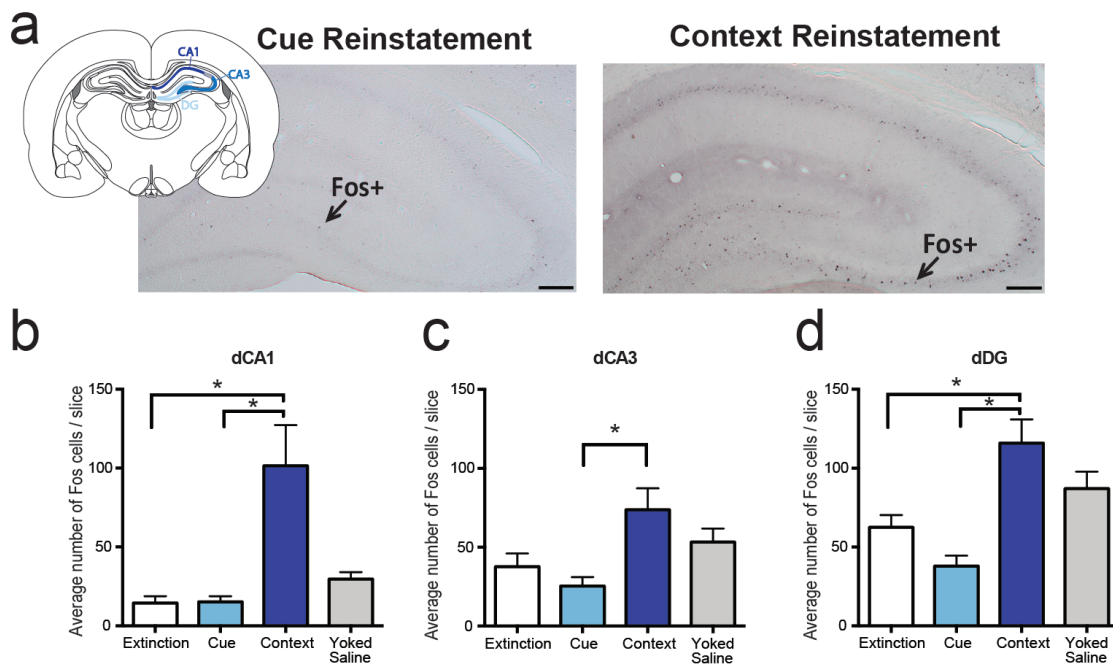 a
Cue Reinstatement
Context Reinstatement
CA1
CA3
DG
Fos+
Fos+
b
dCA1
Average number of Fos cells / slice
150
100
50
0
*
*
Extinction
Cue
Context
Yoked
Saline
c
dCA3
Average number of Fos cells / slice
150
100
50
0
*
Extinction
Cue
Context
Yoked
Saline
d
dDG
Average number of Fos cells / slice
150
100
50
0
*
*
Extinction
Cue
Context
Yoked
Saline